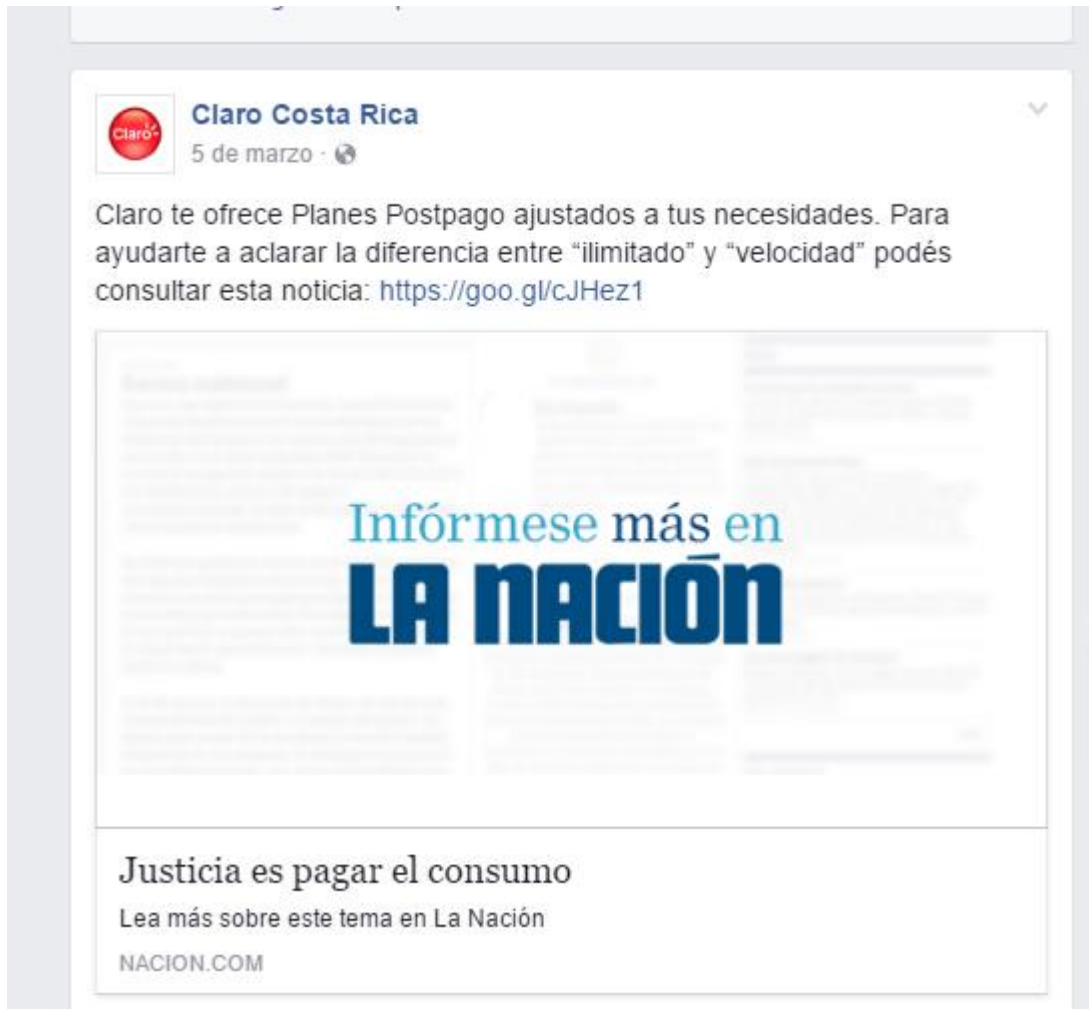 Claro
Claro Costa Rica
5 de marzo ·
Claro te ofrece Planes Postpago ajustados a tus necesidades. Para
ayudarte a aclarar la diferencia entre “ilimitado” y “velocidad” podés
consultar esta noticia: https://goo.gl/cJHez1
Infórmese más en
LA NACIÓN
Justicia es pagar el consumo
Lea más sobre este tema en La Nación
NACION.COM